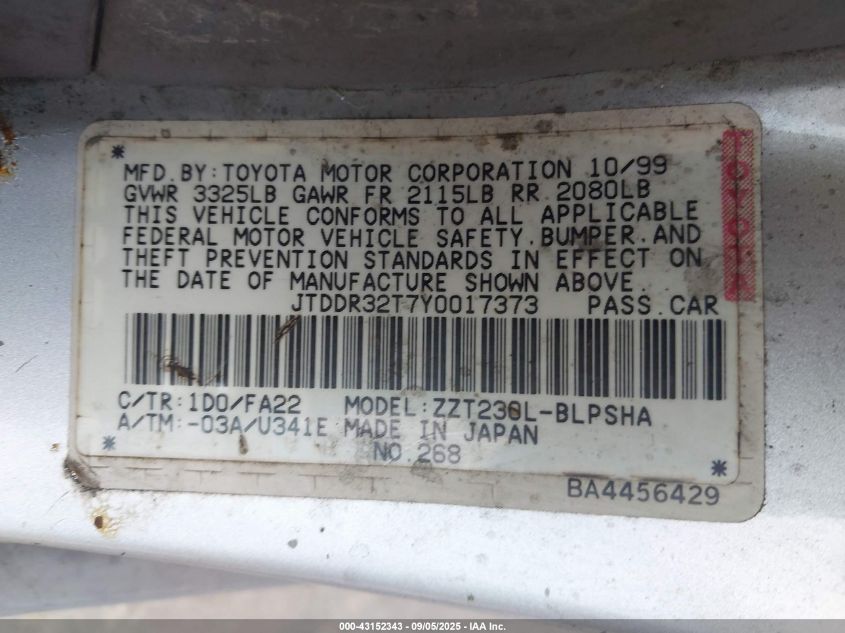 MFD.BY:TOYOTA MOTOR CORPORATION 10/99
GVWR 3325LB GAWR FR 2115LB RR 2080LB
THIS VEHICLE CONFORMS TO ALL APPLICABLE
FEDERAL MOTOR VEHICLE SAFETY.BUMPER.AND
THEFT PREVENTION STANDARDS IN EFFECT ON
THE DATE OF MANUFACTURE SHOWN ABOVE.
JTDDR32T7Y0017373 PASS.CAR
C/TR:1D0/FA22 MODEL:ZZT230L-BLPSHA
A/TM:-03A/U341E MADE IN JAPAN
NO.268
BA4456429
TOYOTA
000-43152343 - 09/05/2025 - IAA Inc.